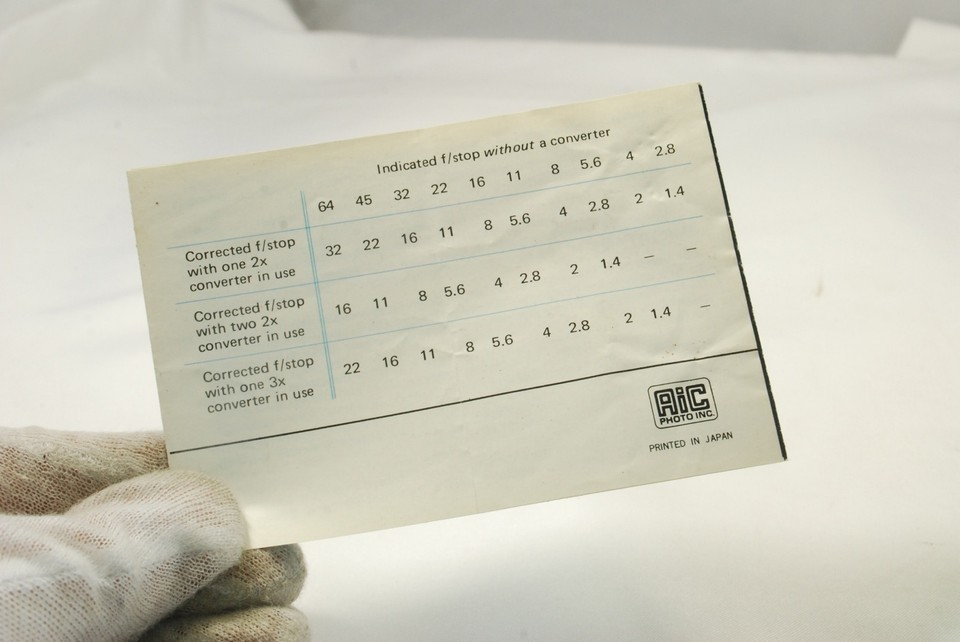 Indicated f/stop without a converter
64 45 32 22 16 11 8 5.6 4 2.8
Corrected f/stop
with one 2x
converter in use
32 22 16 11 8 5.6 4 2.8 2 1.4
Corrected f/stop
with two 2x
converter in use
16 11 8 5.6 4 2.8 2 1.4 — —
Corrected f/stop
with one 3x
converter in use
22 16 11 8 5.6 4 2.8 2 1.4 —
AiC
PHOTO INC.
PRINTED IN JAPAN